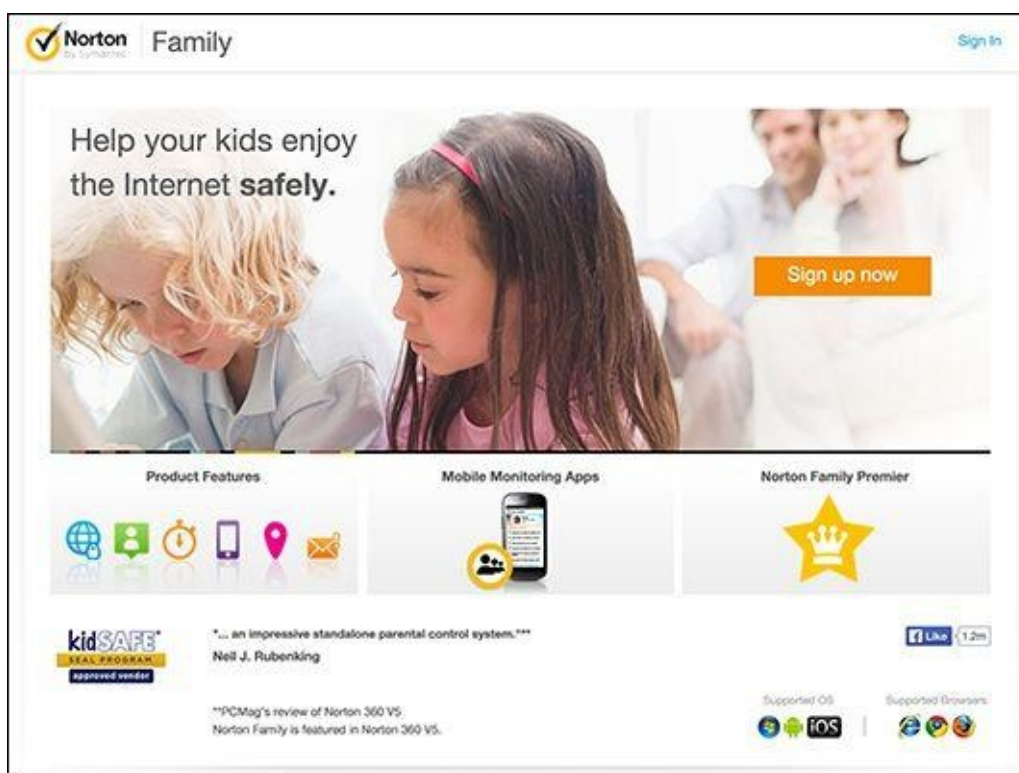 Norton
by Symantec
Family
Sign In
Help your kids enjoy
the Internet safely.
Sign up now
Product Features
Mobile Monitoring Apps
Norton Family Premier
kidSAFE
SEAL PROGRAM
approved vendor
"... an impressive standalone parental control system."**
Neil J. Rubenking
Like
1.2m
**PCMag's review of Norton 360 V5
Norton Family is featured in Norton 360 V5.
Supported OS
Supported Browsers
iOS